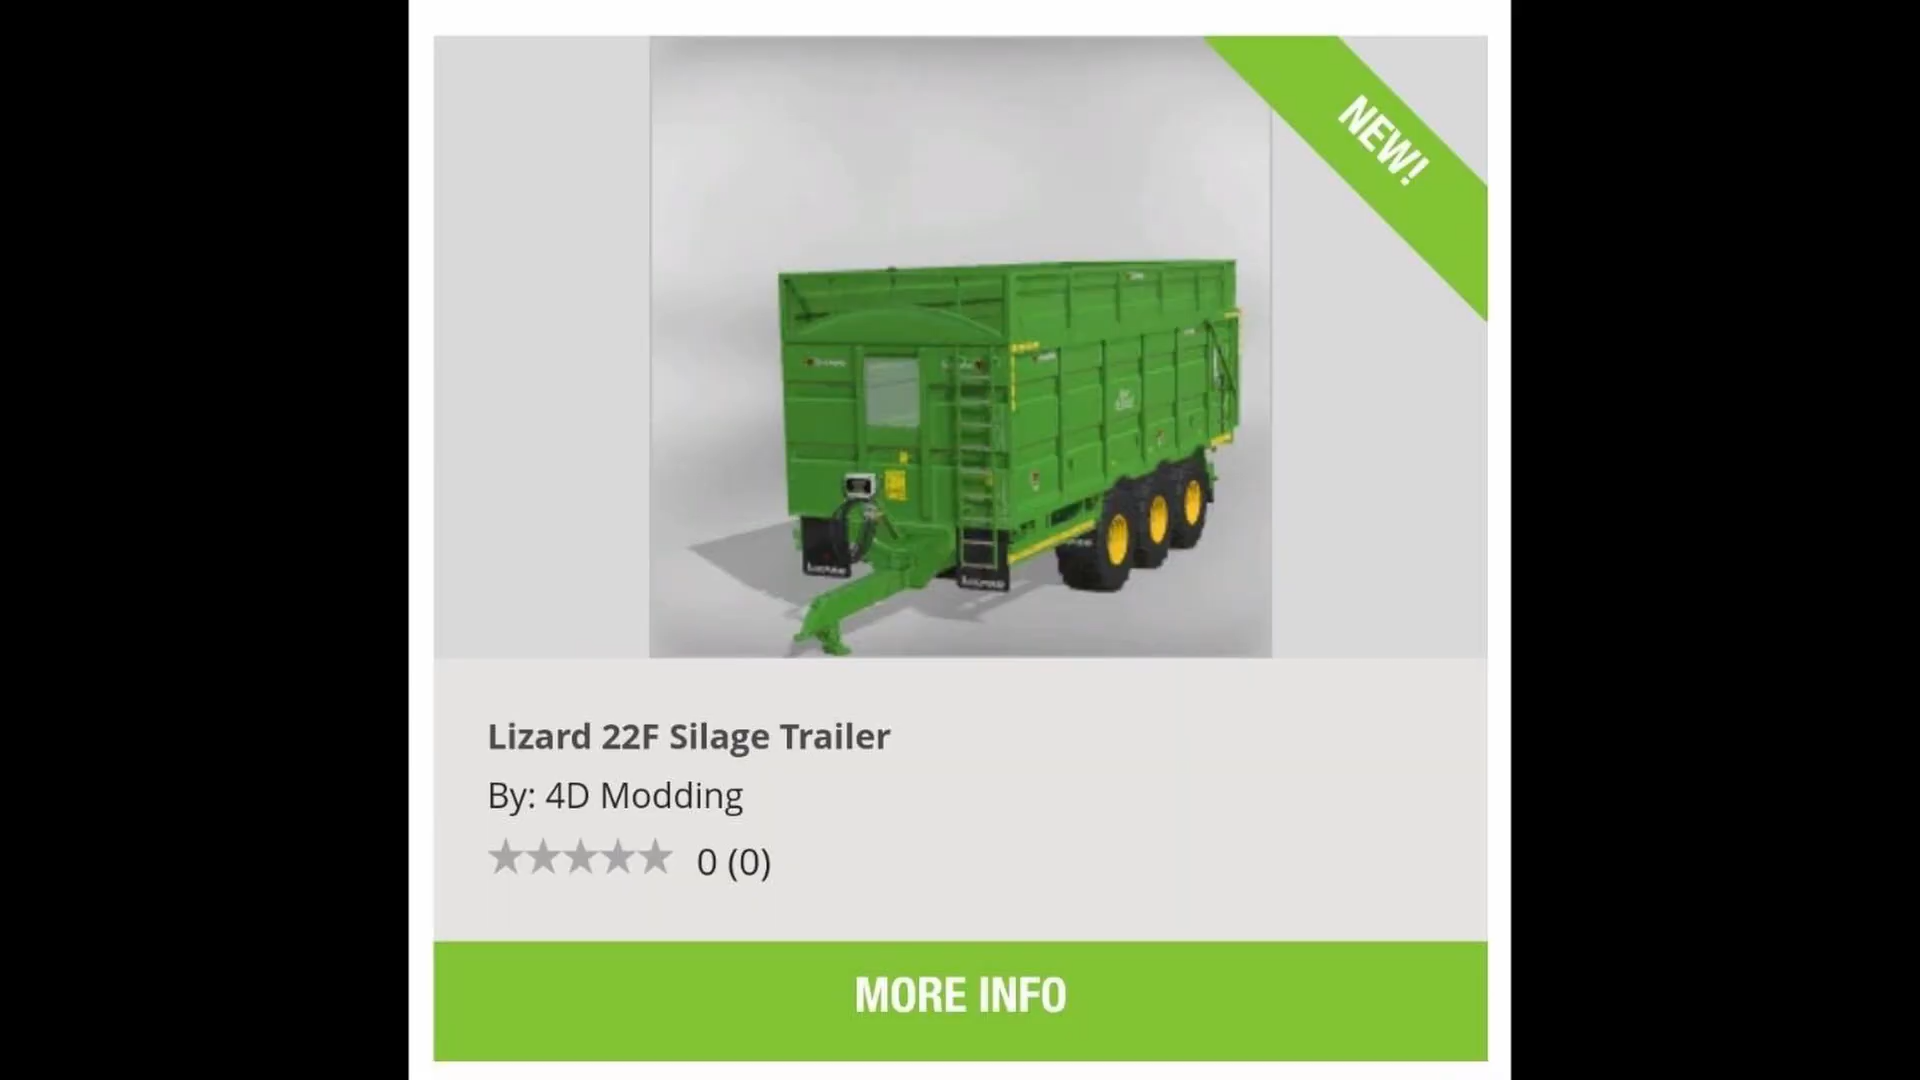 NEW!
Lizard 22F Silage Trailer
By: 4D Modding
0 (0)
MORE INFO